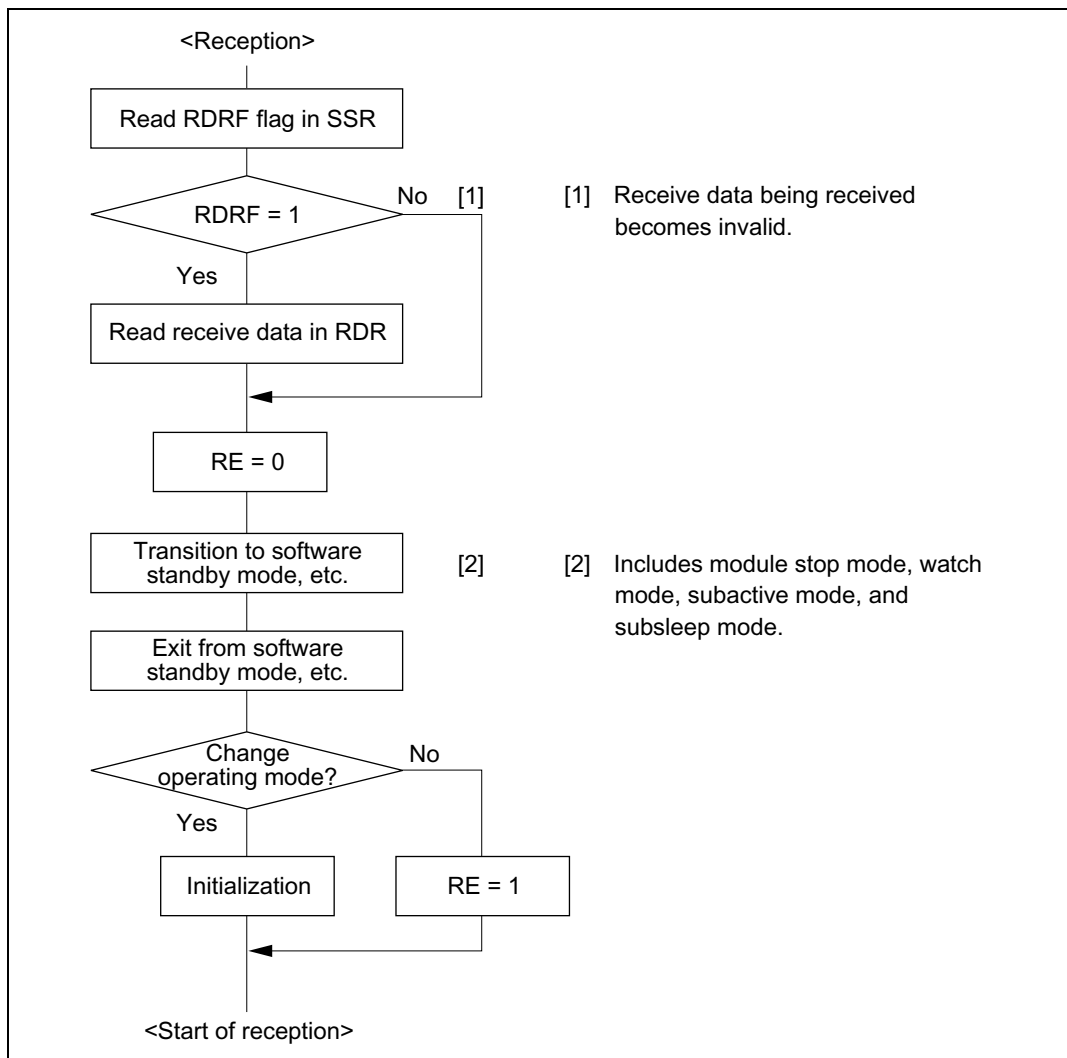 <Reception>
Read RDRF flag in SSR
No [1]
RDRF = 1
[1] Receive data being received
becomes invalid.
Yes
Read receive data in RDR
RE = 0
Transition to software
standby mode, etc.
[2]
[2] Includes module stop mode, watch
mode, subactive mode, and
subsleep mode.
Exit from software
standby mode, etc.
Change
operating mode?
No
Yes
Initialization
RE = 1
<Start of reception>